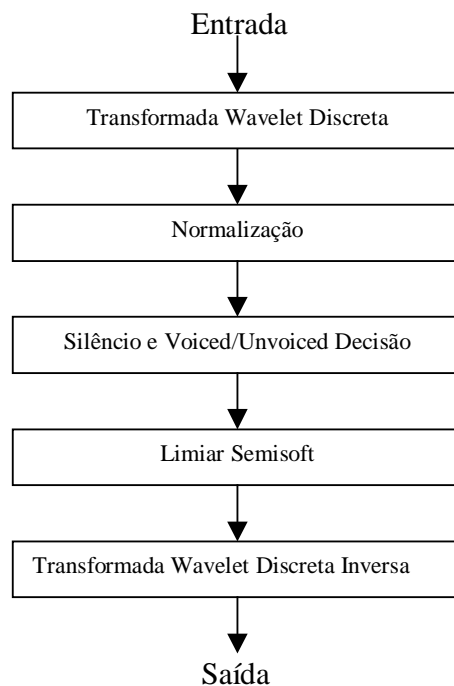 Entrada
Transformada Wavelet Discreta
Normalização
Silêncio e Voiced/Unvoiced Decisão
Limiar Semisoft
Transformada Wavelet Discreta Inversa
Saída